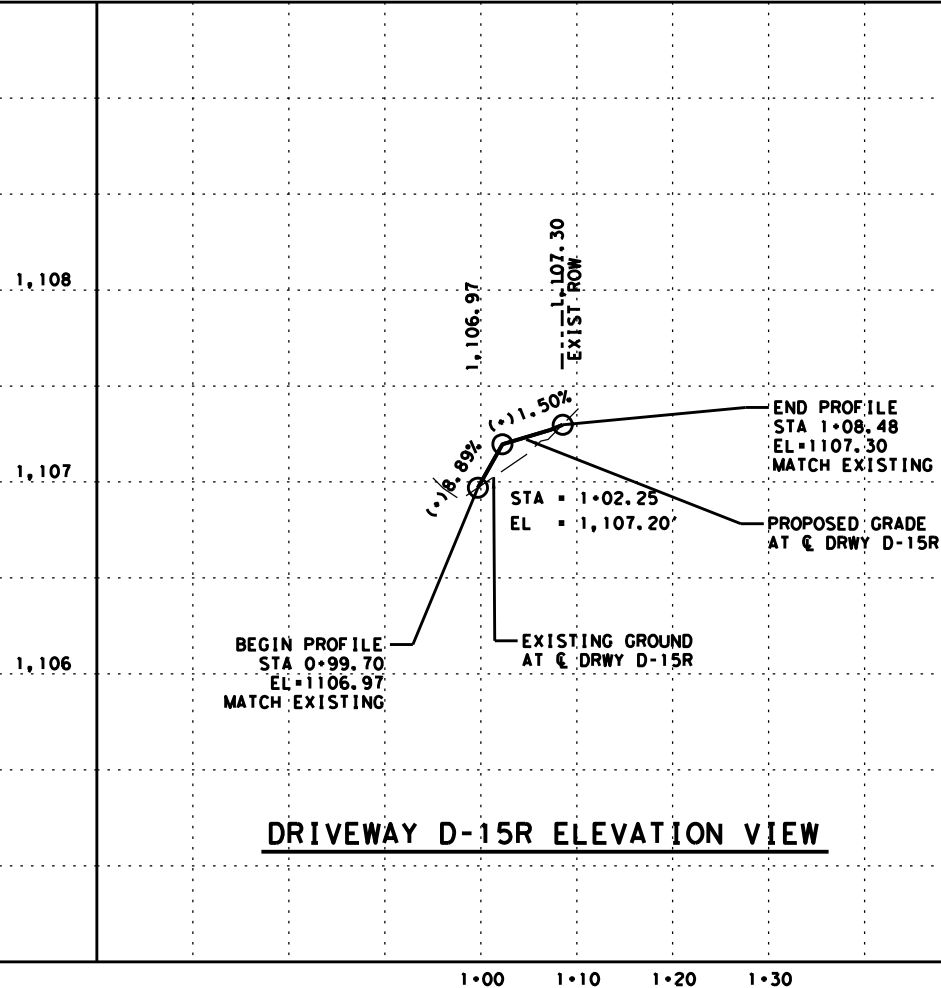 1,108
1,107
1,106
1,106.97
1,107.30
EXIST ROW
(+)8.89%
(+)1.50%
END PROFILE
STA 1+08.48
EL=1107.30
MATCH EXISTING
STA = 1+02.25
EL = 1,107.20'
PROPOSED GRADE
AT ℄ DRWY D-15R
BEGIN PROFILE
STA 0+99.70
EL=1106.97
MATCH EXISTING
EXISTING GROUND
AT ℄ DRWY D-15R
DRIVEWAY D-15R ELEVATION VIEW
1+00 1+10 1+20 1+30